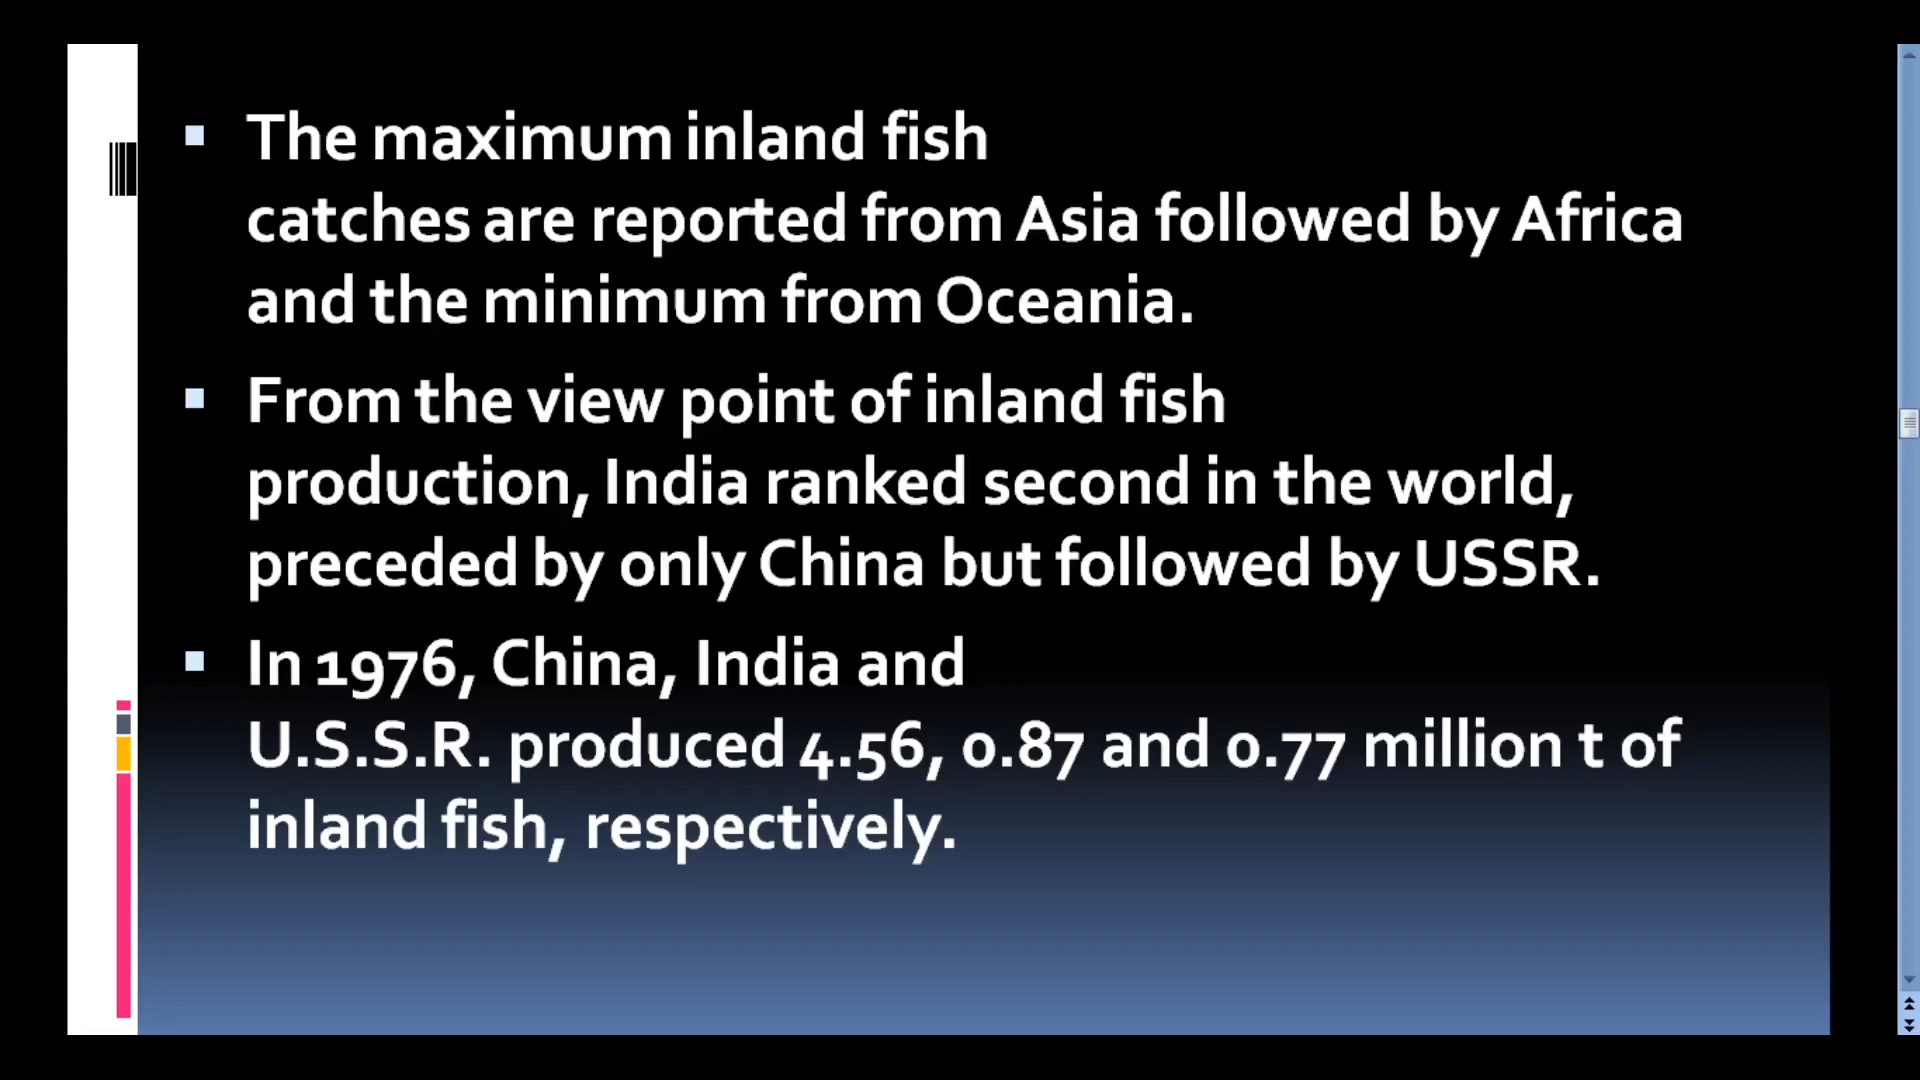 The maximum inland fish
catches are reported from Asia followed by Africa
and the minimum from Oceania.
From the view point of inland fish
production, India ranked second in the world,
preceded by only China but followed by USSR.
In 1976, China, India and
U.S.S.R. produced 4.56, 0.87 and 0.77 million t of
inland fish, respectively.